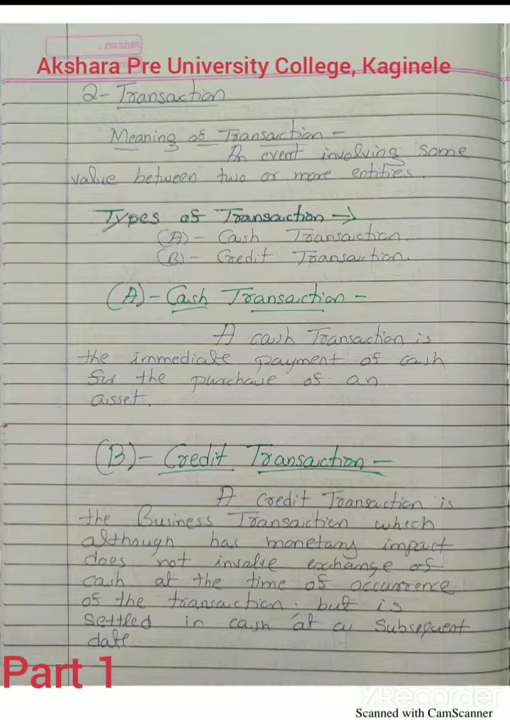 Akshara Pre University College, Kaginele
2- Transaction
Meaning of Transaction -
An event involving some
value between two or more entities.
Types of Transaction →
(A)- Cash Transaction.
(B)- Credit Transaction.
(A)- Cash Transaction -
A cash Transaction is
the immediate payment of cash
for the purchase of an
asset.
(B)- Credit Transaction -
A credit Transaction is
the Business Transaction which
although has monetary impact
does not involve exchange of
cash at the time of occurrence
of the transaction. but is
settled in cash at a subsequent
date
Part 1
XRecorder
Scanned with CamScanner